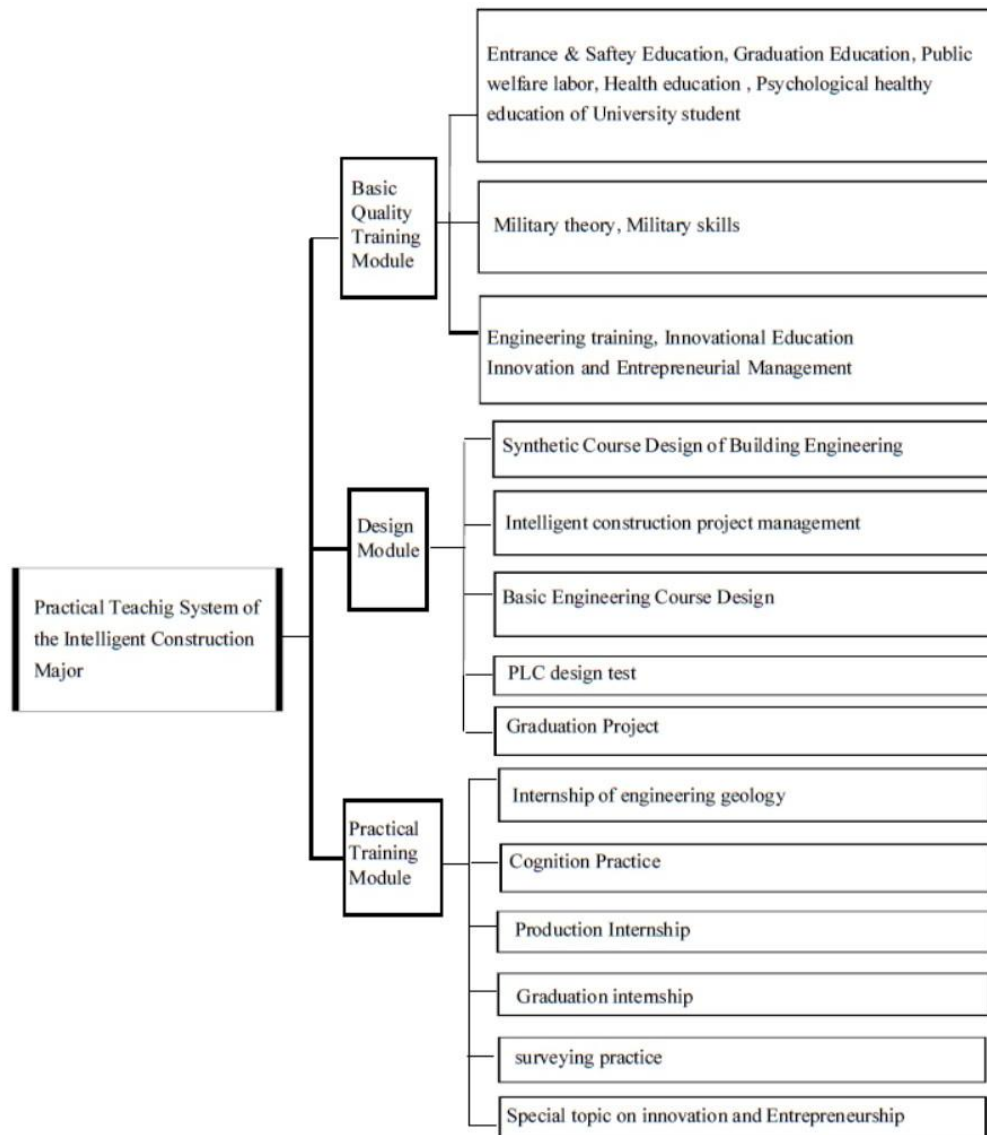 Entrance & Saftey Education, Graduation Education, Public
welfare labor, Health education , Psychological healthy
education of University student
Basic
Quality
Training
Module
Military theory, Military skills
Engineering training, Innovational Education
Innovation and Entrepreneurial Management
Synthetic Course Design of Building Engineering
Design
Module
Intelligent construction project management
Basic Engineering Course Design
Practical Teachig System of
the Intelligent Construction
Major
PLC design test
Graduation Project
Internship of engineering geology
Practical
Training
Module
Cognition Practice
Production Internship
Graduation internship
surveying practice
Special topic on innovation and Entrepreneurship